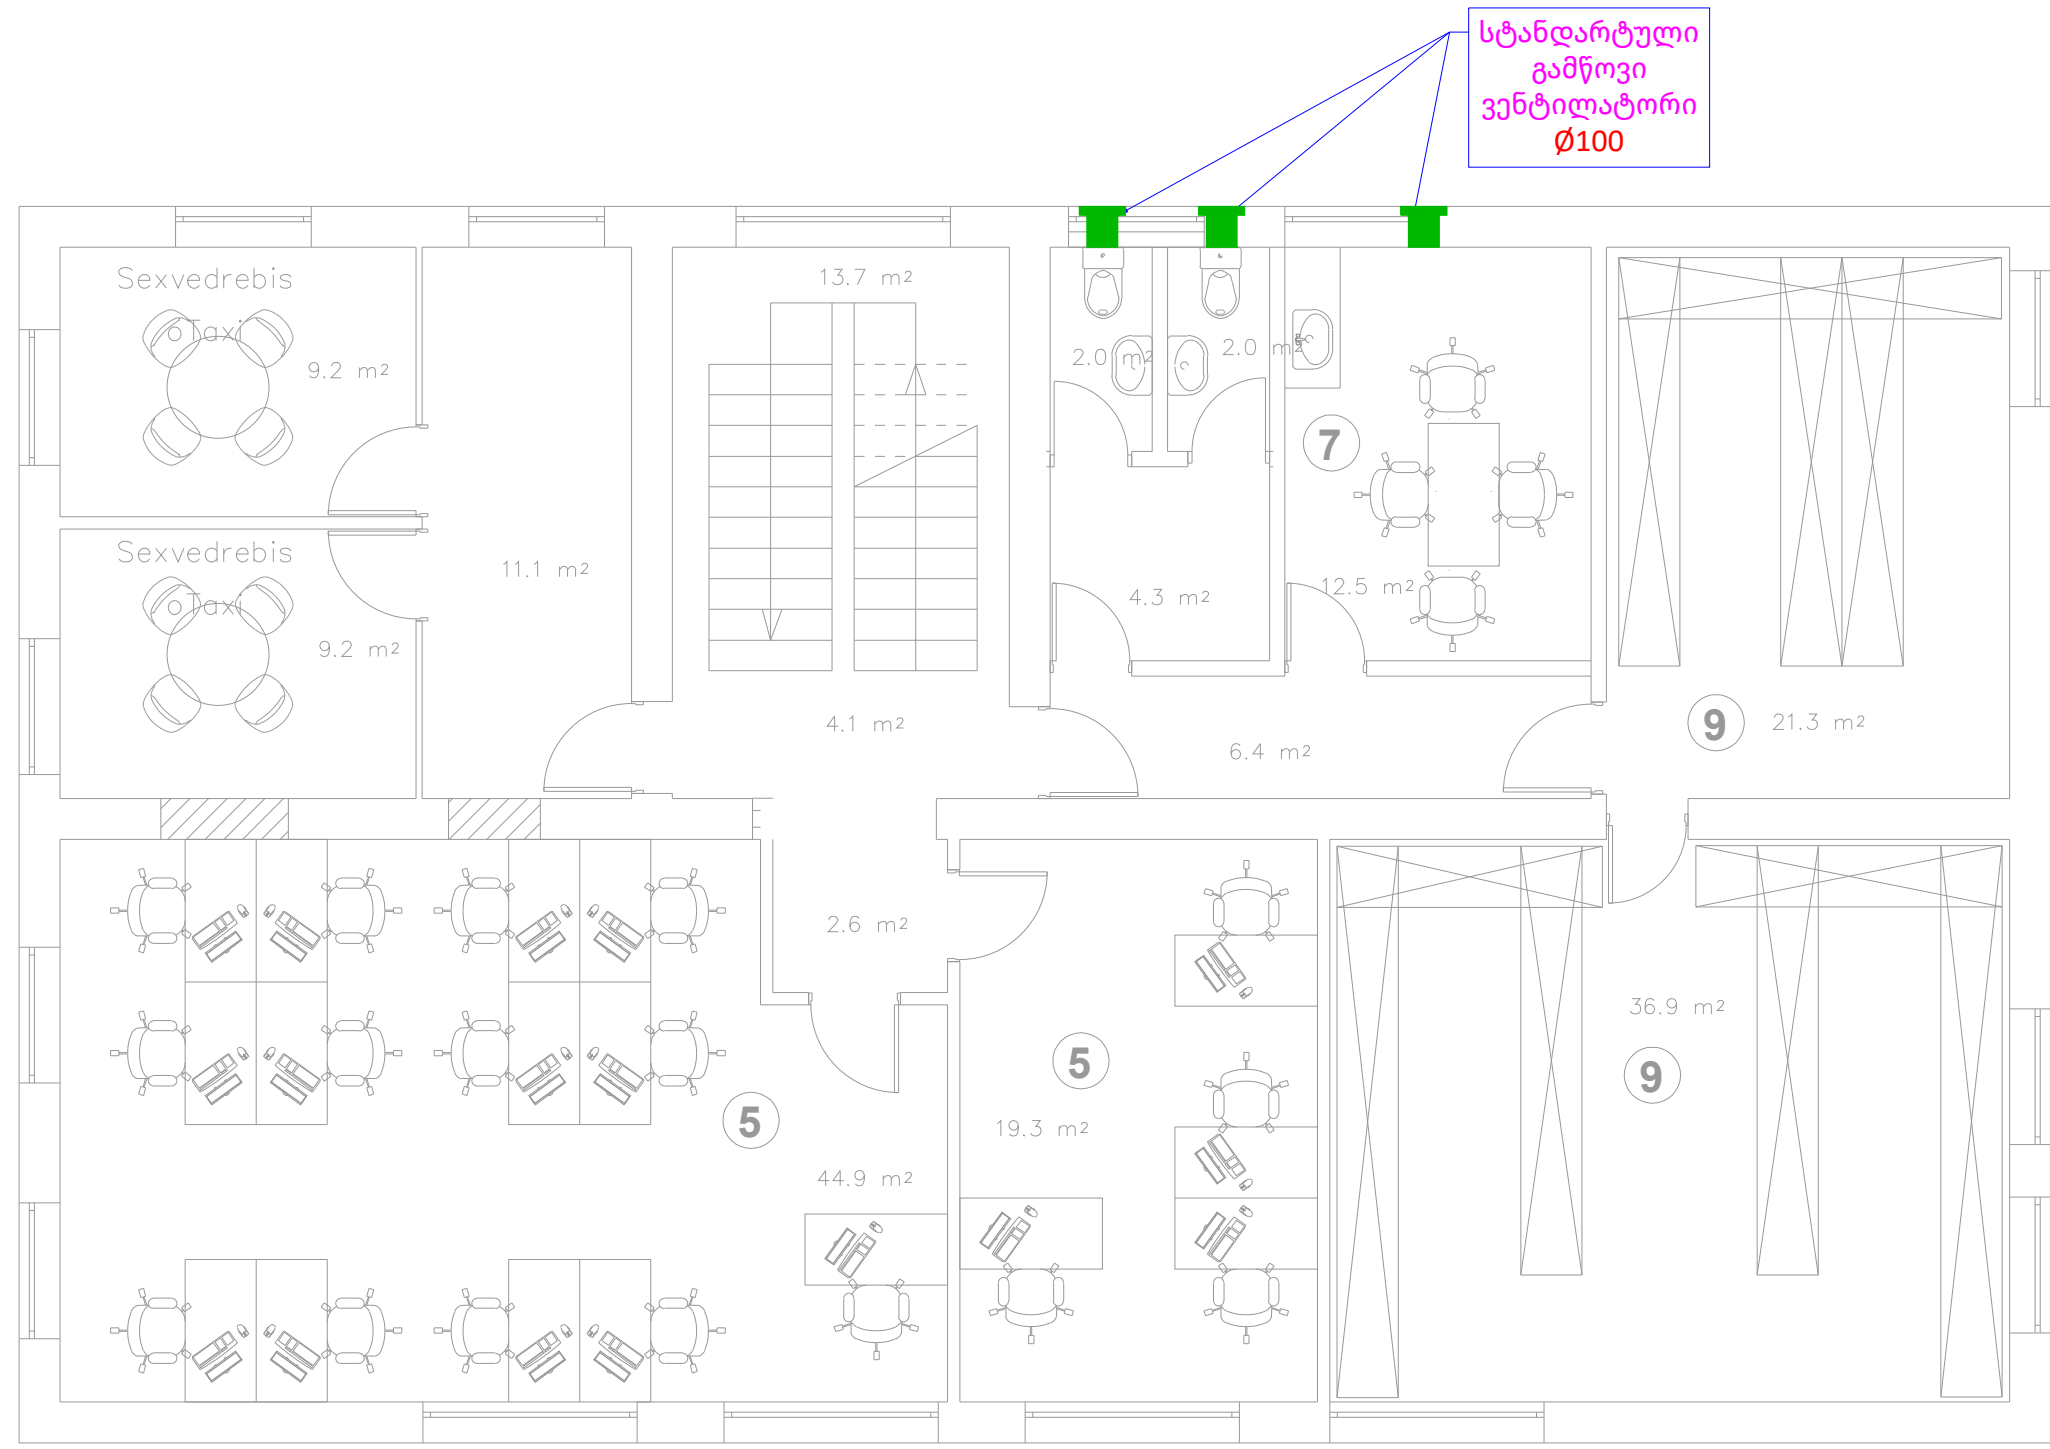 სტანდარტული
გამწოვი
ვენტილატორი
Ø100
Sexvedrebis
oTaxi
9.2 m²
13.7 m²
2.0 m²
2.0 m²
7
Sexvedrebis
oTaxi
9.2 m²
11.1 m²
4.3 m²
12.5 m²
4.1 m²
6.4 m²
9
21.3 m²
2.6 m²
5
44.9 m²
5
19.3 m²
36.9 m²
9